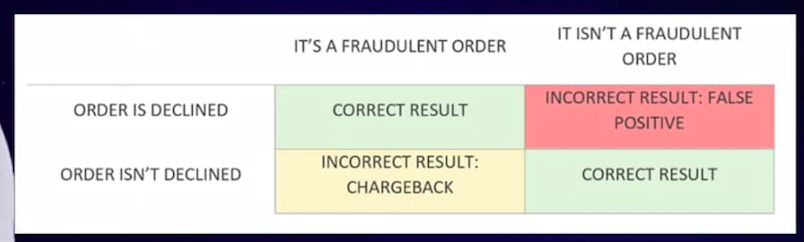 IT'S A FRAUDULENT ORDER
IT ISN'T A FRAUDULENT
ORDER
ORDER IS DECLINED
CORRECT RESULT
INCORRECT RESULT: FALSE
POSITIVE
ORDER ISN'T DECLINED
INCORRECT RESULT:
CHARGEBACK
CORRECT RESULT